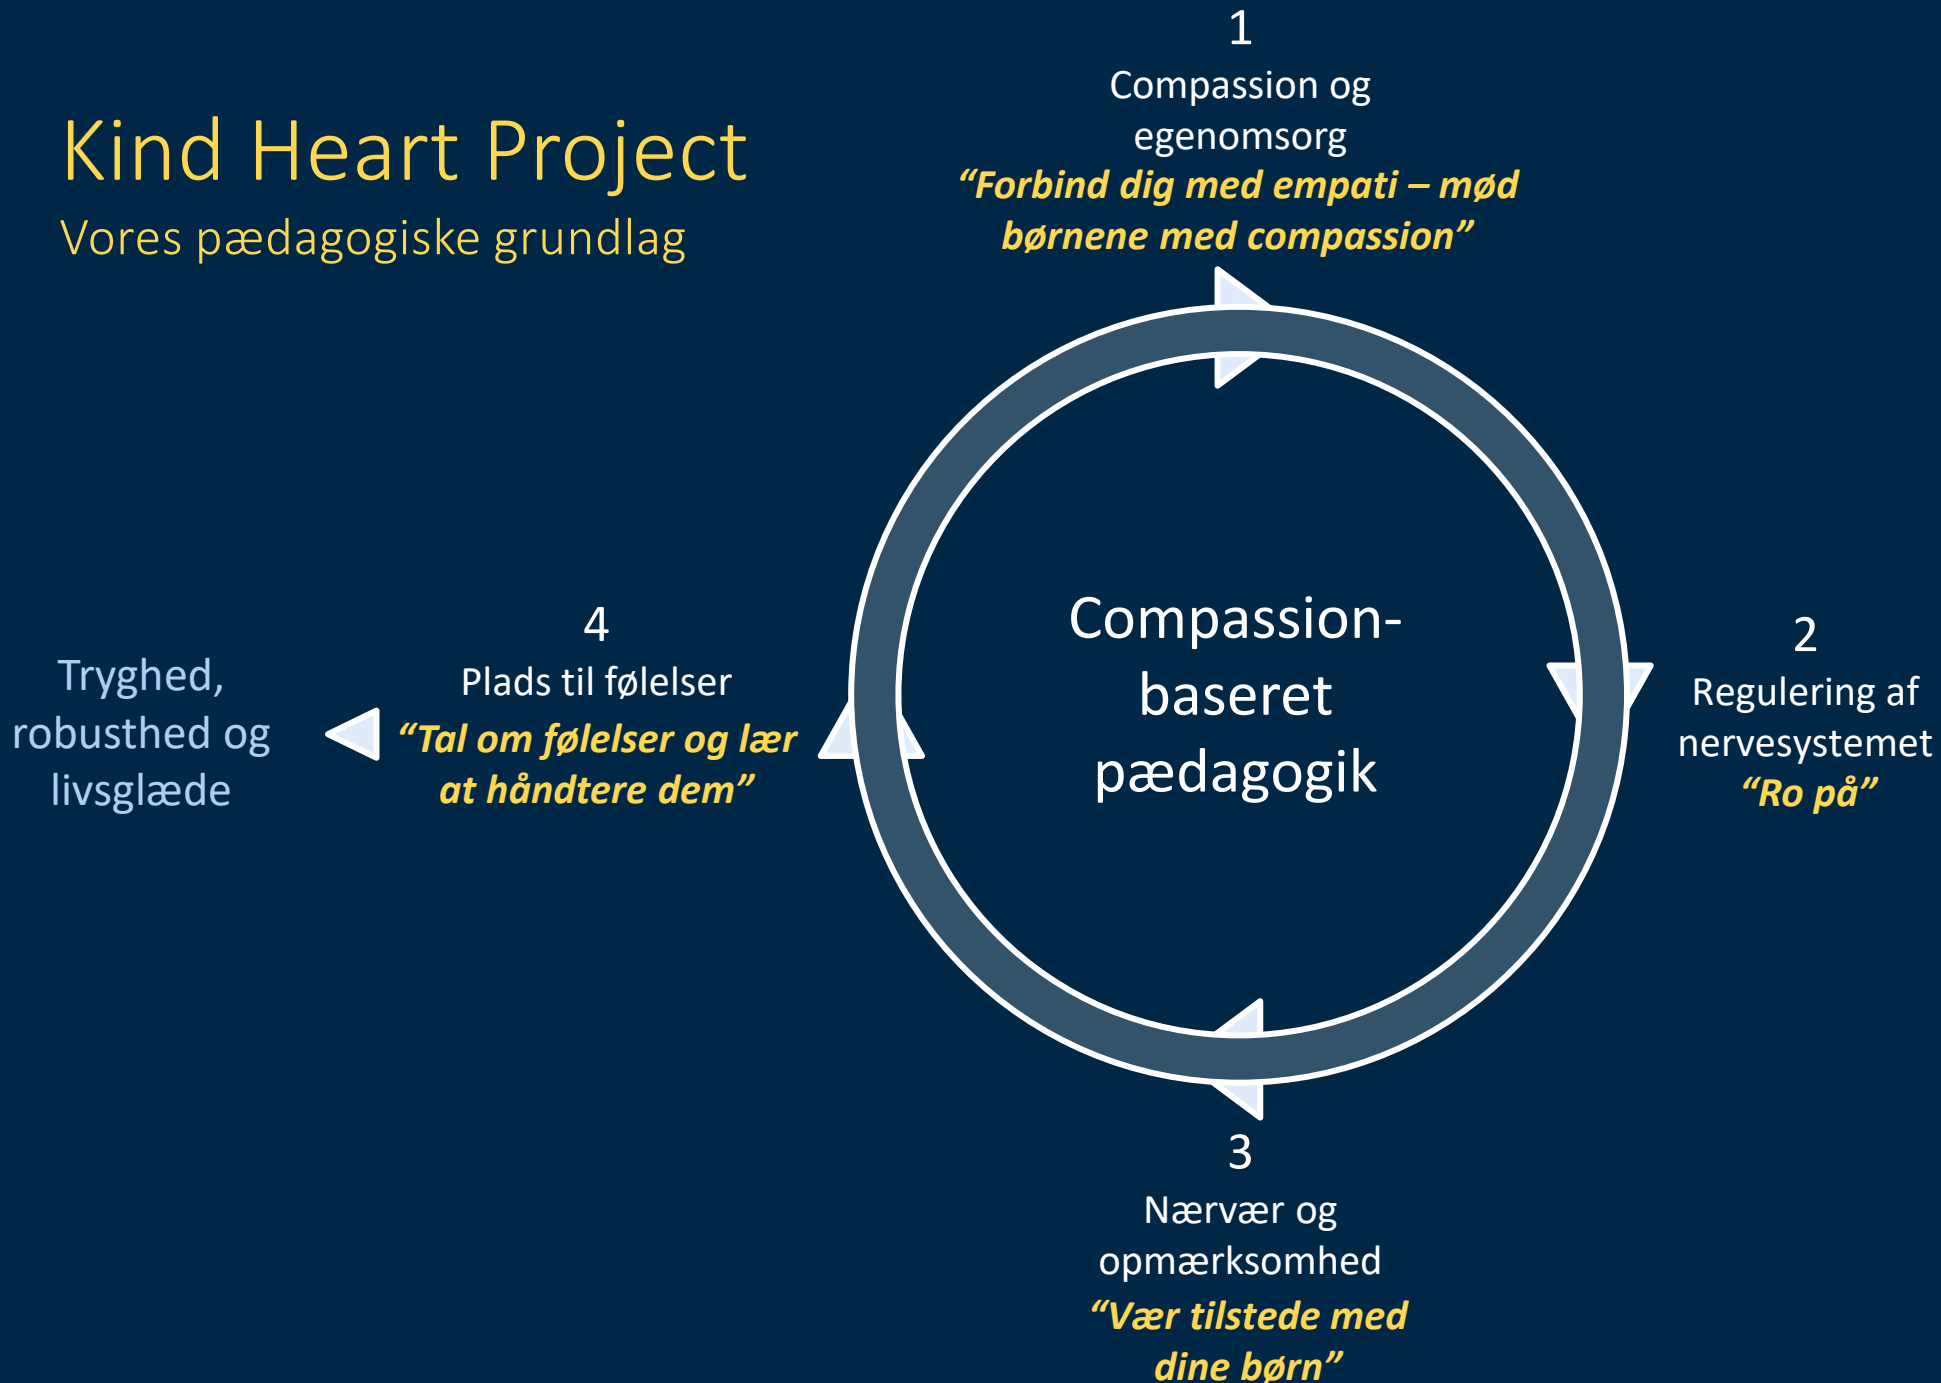 Kind Heart Project
Vores pædagogiske grundlag
1
Compassion og
egenomsorg
“Forbind dig med empati – mød
børnene med compassion”
2
Regulering af
nervesystemet
“Ro på”
3
Nærvær og
opmærksomhed
“Vær tilstede med
dine børn”
4
Plads til følelser
“Tal om følelser og lær
at håndtere dem”
Tryghed,
robusthed og
livsglæde
Compassion-
baseret
pædagogik